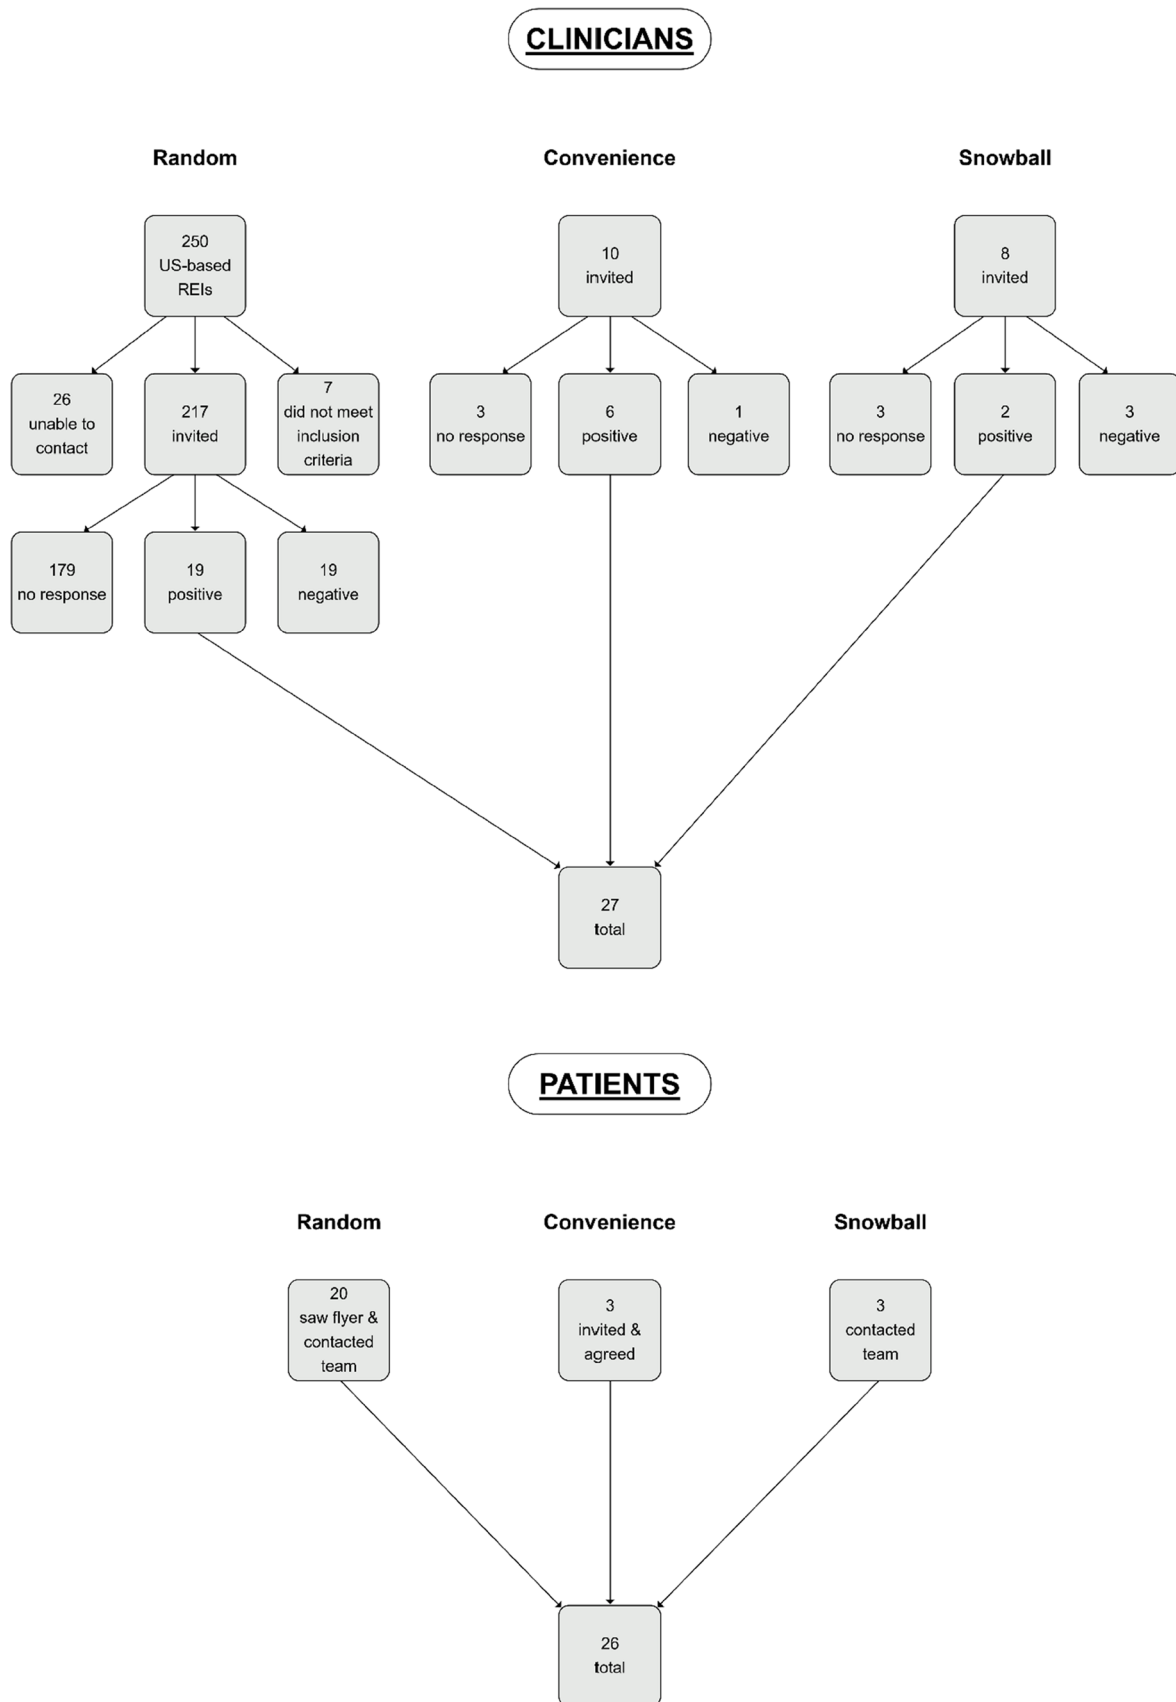 CLINICIANS
Random
Convenience
Snowball
250
US-based
REIs
10
invited
8
invited
26
unable to
contact
217
invited
7
did not meet
inclusion
criteria
3
no response
6
positive
1
negative
3
no response
2
positive
3
negative
179
no response
19
positive
19
negative
27
total
PATIENTS
Random
Convenience
Snowball
20
saw flyer &
contacted
team
3
invited &
agreed
3
contacted
team
26
total